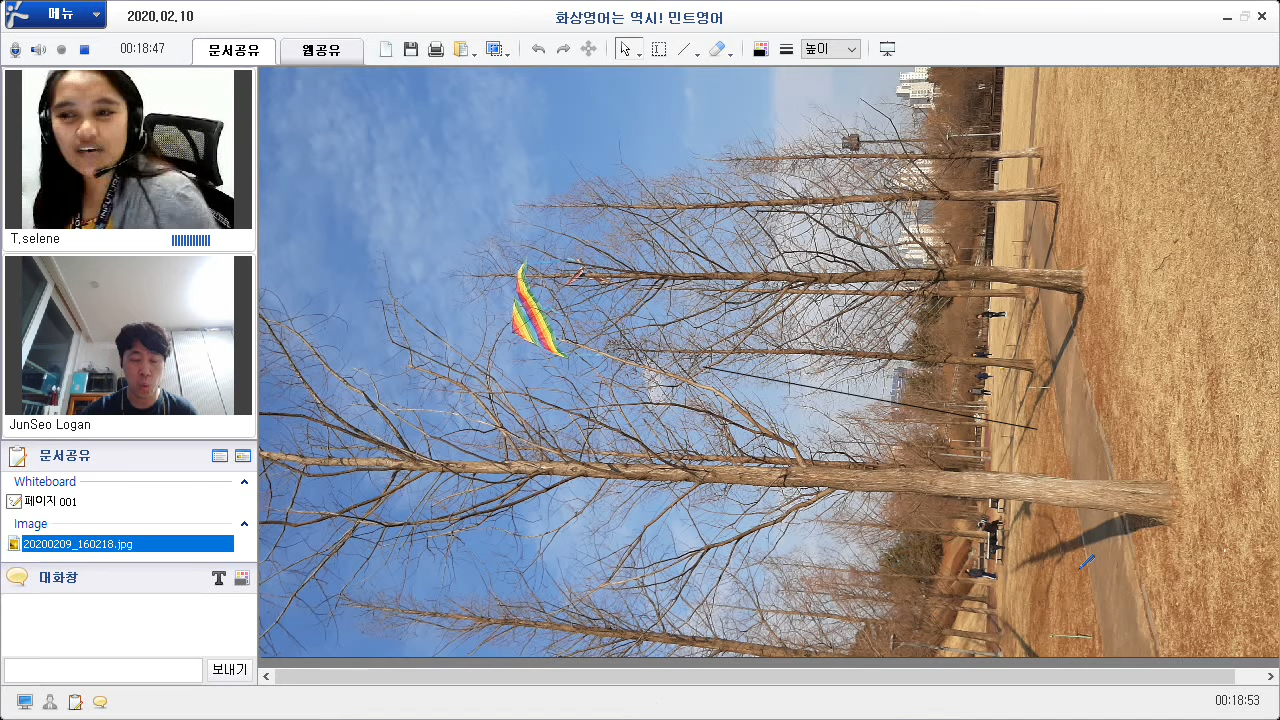 메뉴
2020.02.10
화상영어는 역시! 민트영어
00:18:47
문서공유
웹공유
높이
T.selene
JunSeo Logan
문서공유
Whiteboard
페이지 001
Image
20200209_160218.jpg
대화창
T
보내기
00:18:53